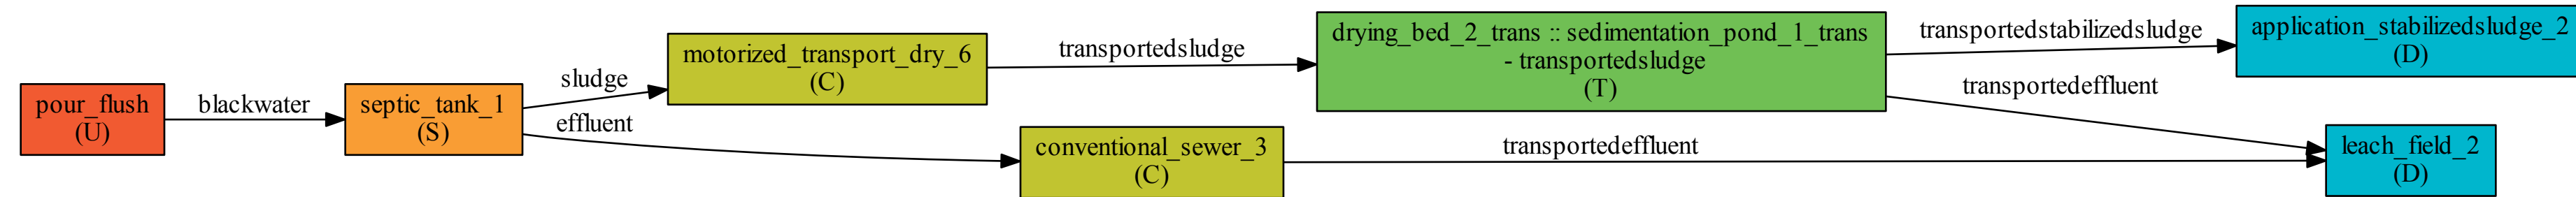 pour_flush
(U)
blackwater
septic_tank_1
(S)
sludge
effluent
motorized_transport_dry_6
(C)
transportedsludge
conventional_sewer_3
(C)
transportedeffluent
drying_bed_2_trans :: sedimentation_pond_1_trans
- transportedsludge
(T)
transportedstabilizedsludge
transportedeffluent
application_stabilizedsludge_2
(D)
leach_field_2
(D)